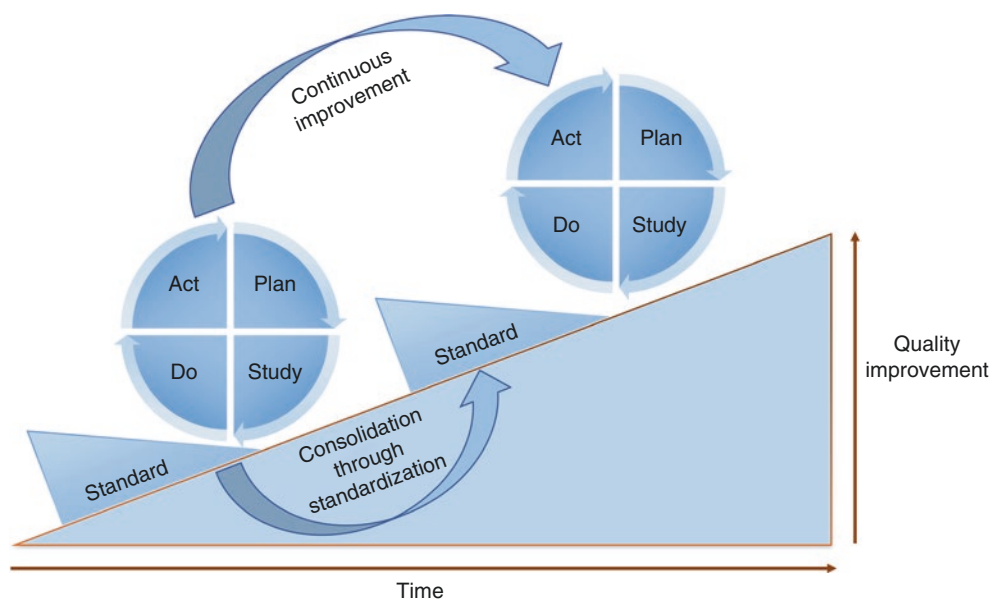 Continuous
improvement
Act
Plan
Do
Study
Act
Plan
Do
Study
Standard
Standard
Consolidation
through
standardization
Quality
improvement
Time